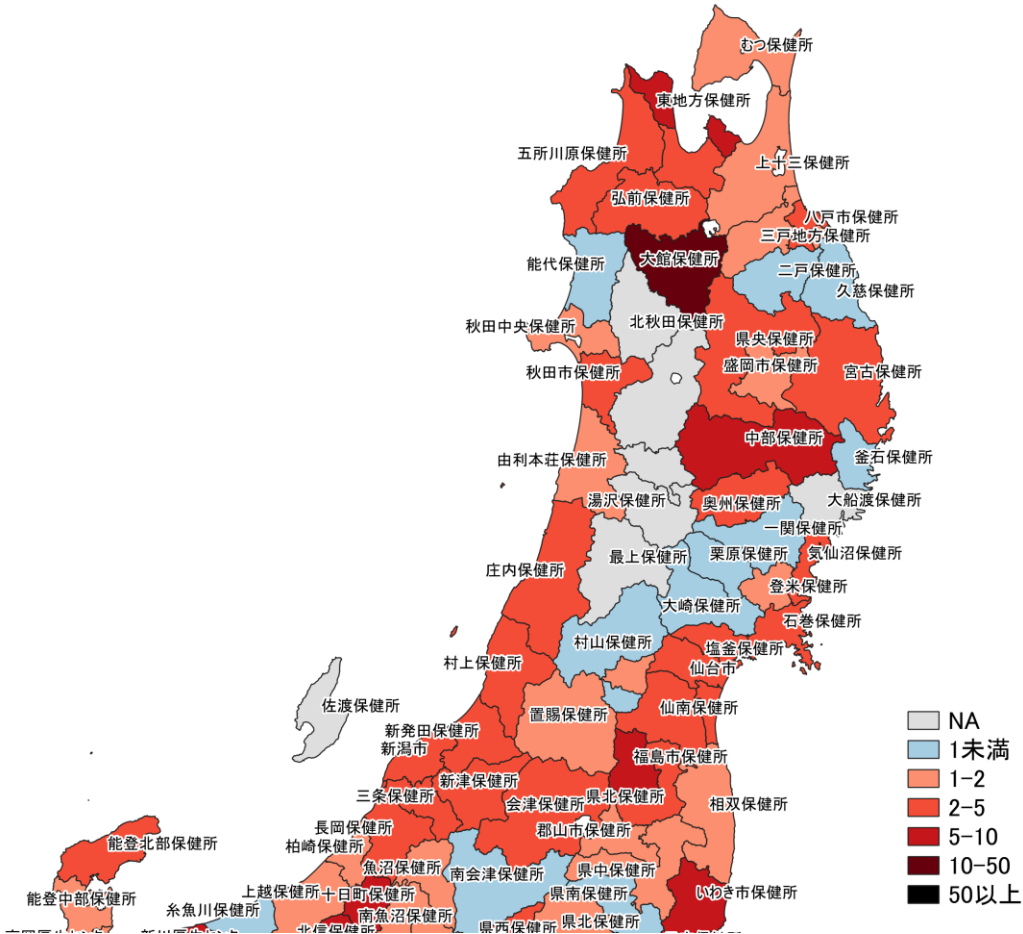 むつ保健所
東地方保健所
五所川原保健所
上十三保健所
弘前保健所
八戸市保健所
三戸地方保健所
大館保健所
能代保健所
二戸保健所
久慈保健所
北秋田保健所
秋田中央保健所
県央保健所
盛岡市保健所
秋田市保健所
宮古保健所
中部保健所
釜石保健所
由利本荘保健所
湯沢保健所
奥州保健所
大船渡保健所
一関保健所
最上保健所
栗原保健所
気仙沼保健所
庄内保健所
登米保健所
大崎保健所
石巻保健所
村山保健所
塩釜保健所
村上保健所
仙台市
佐渡保健所
置賜保健所
仙南保健所
新発田保健所
新潟市
福島市保健所
新津保健所
三条保健所
会津保健所
県北保健所
相双保健所
長岡保健所
郡山市保健所
柏崎保健所
能登北部保健所
魚沼保健所
南会津保健所
県中保健所
上越保健所
十日町保健所
県南保健所
いわき市保健所
能登中部保健所
糸魚川保健所
南魚沼保健所
県北保健所
県西保健所
北信保健所
NA
1未満
1-2
2-5
5-10
10-50
50以上